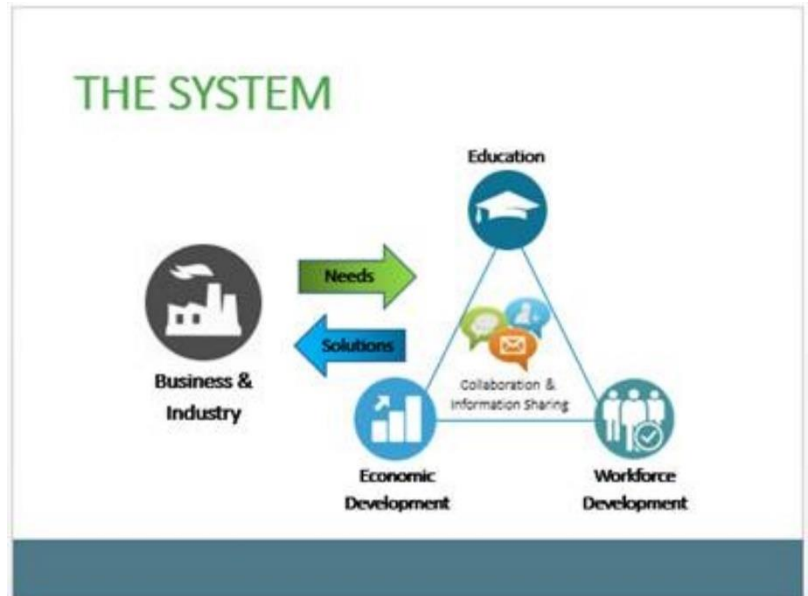 THE SYSTEM
Education
Needs
Solutions
Business &
Industry
Collaboration &
Information Sharing
Economic
Development
Workforce
Development